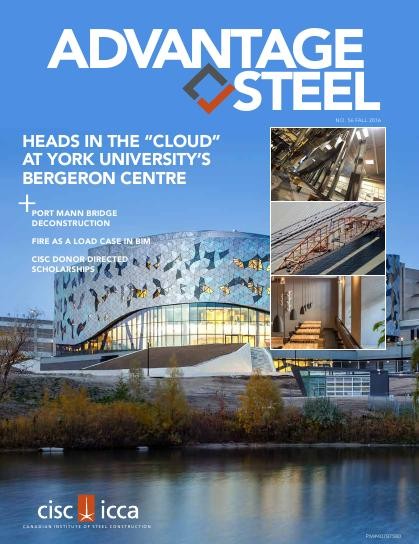 ADVANTAGE
STEEL
NO. 56 FALL 2016
HEADS IN THE “CLOUD”
AT YORK UNIVERSITY’S
BERGERON CENTRE
+
PORT MANN BRIDGE
DECONSTRUCTION
FIRE AS A LOAD CASE IN BIM
CISC DONOR DIRECTED
SCHOLARSHIPS
cisc icca
CANADIAN INSTITUTE OF STEEL CONSTRUCTION